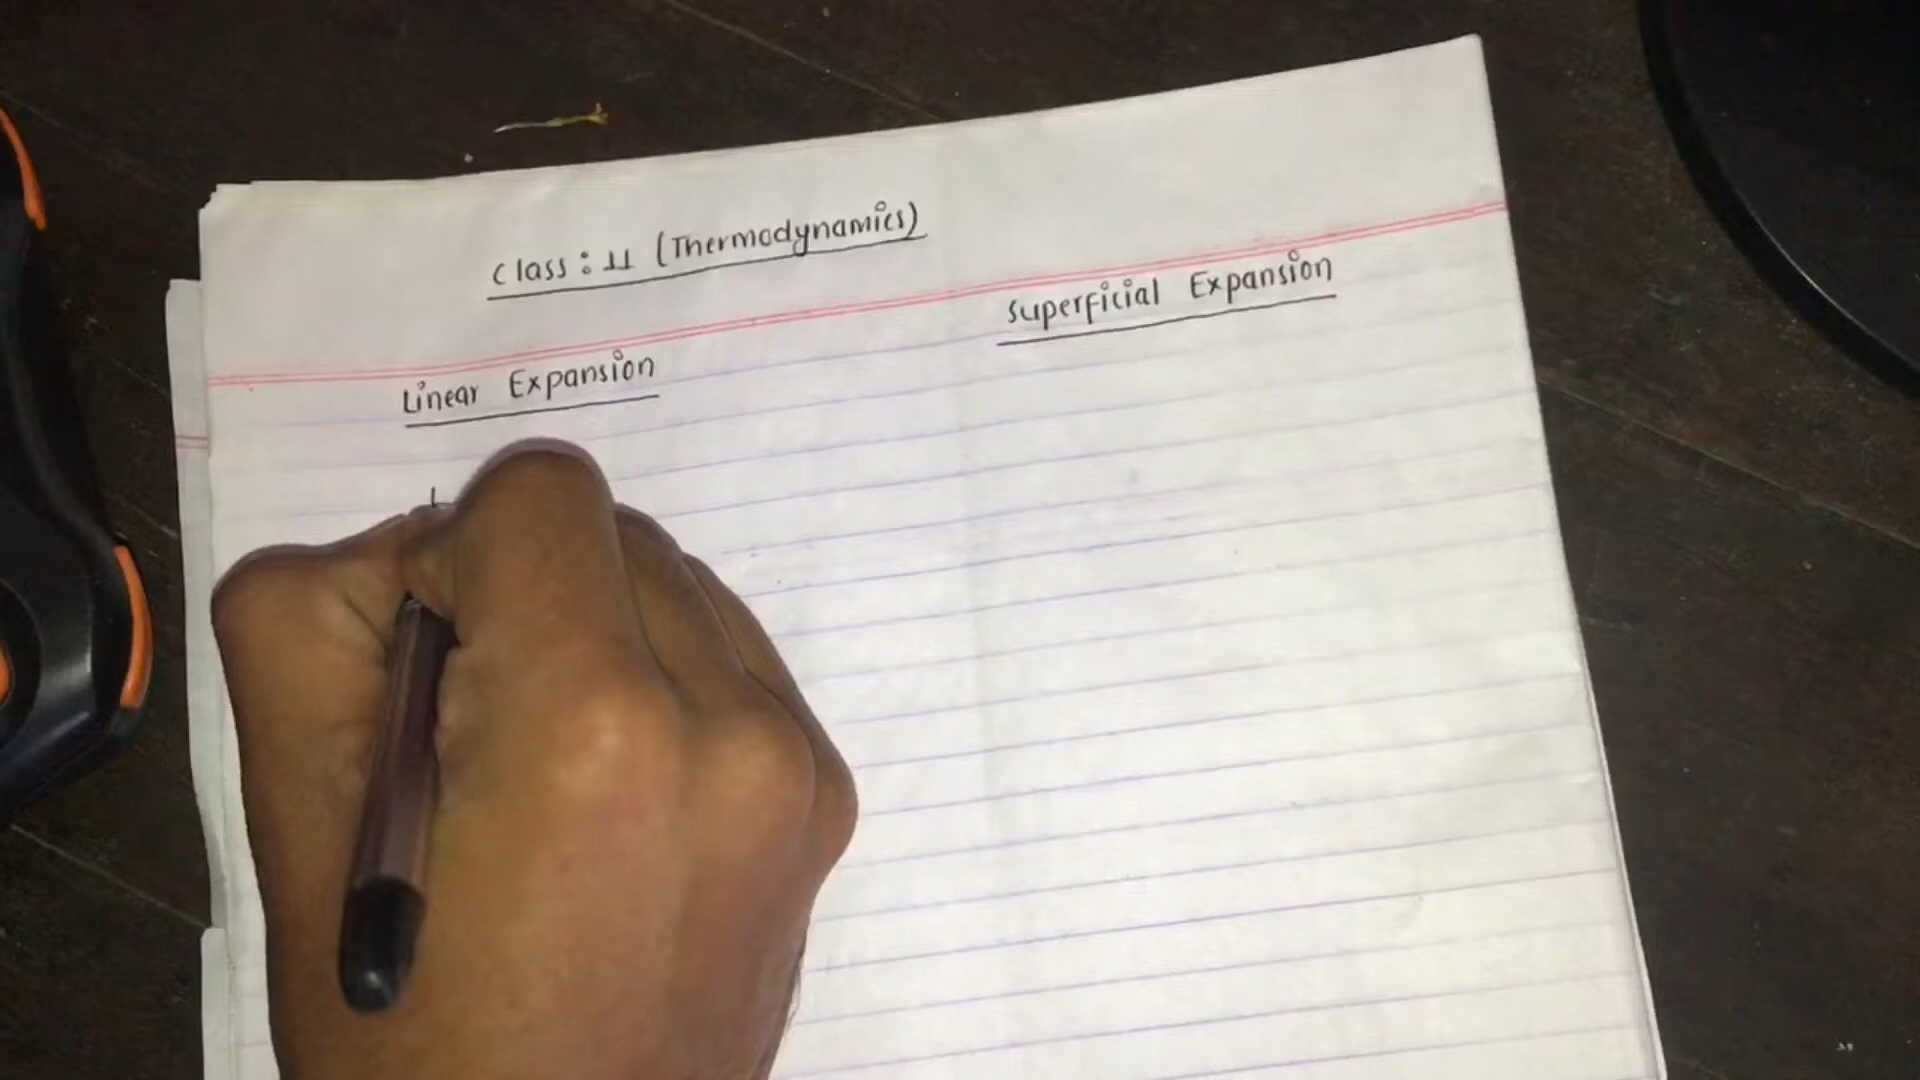 Class: 11 (Thermodynamics)
Linear Expansion
Superficial Expansion
L